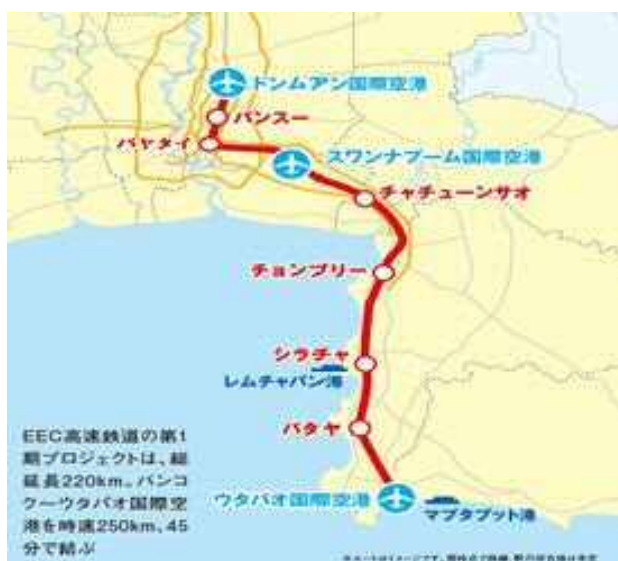 ドンムアン国際空港
バンスー
パヤタイ
スワンナプーム国際空港
チャチューンサオ
チョンブリー
シラチャ
レムチャバン港
パタヤ
ウタパオ国際空港
マプタプット港
EEC高速鉄道の第1
期プロジェクトは、総
延長220km。バンコ
クーウタパオ国際空
港を時速250km、45
分で結ぶ